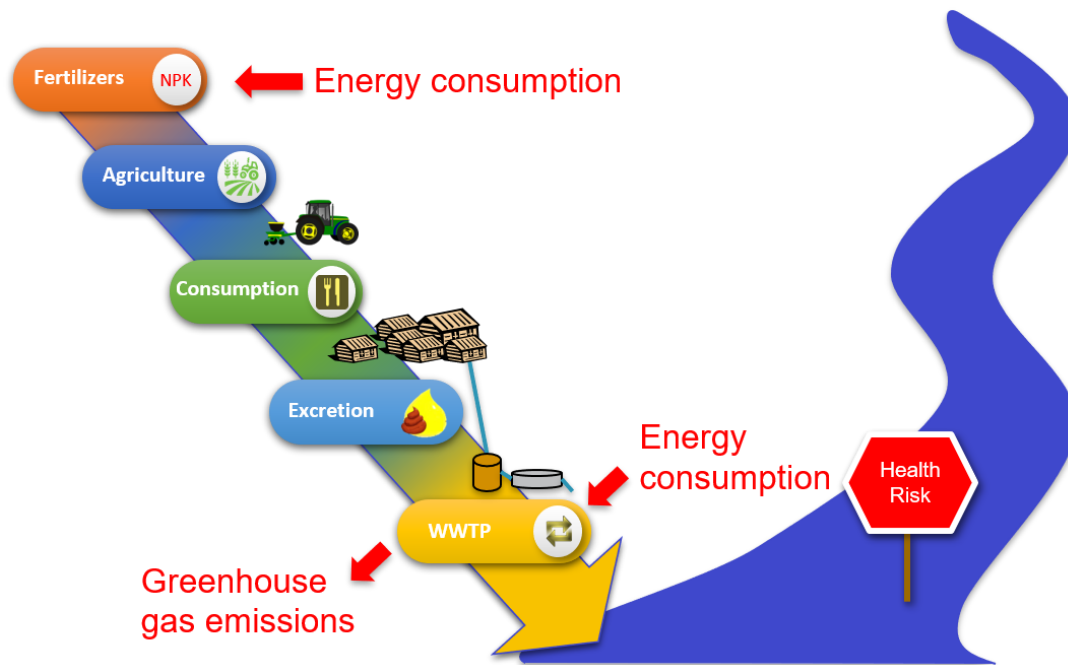 Fertilizers NPK
Energy consumption
Agriculture
Consumption
Excretion
Energy
consumption
Health
Risk
WWTP
Greenhouse
gas emissions